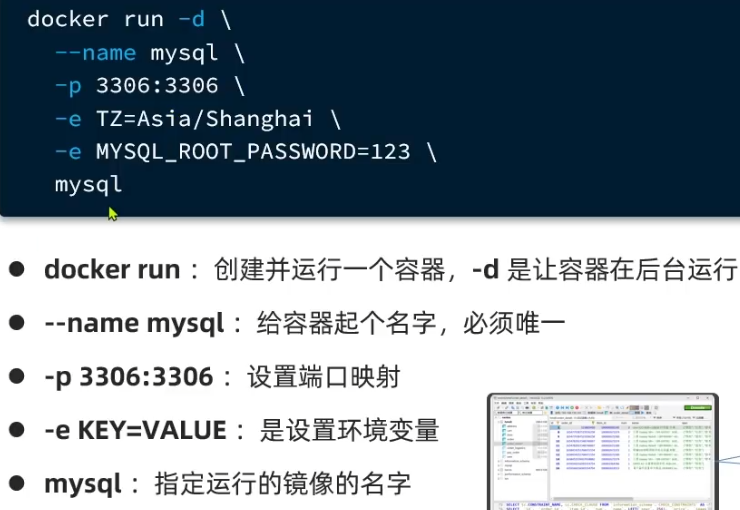 docker run -d \
--name mysql \
-p 3306:3306 \
-e TZ=Asia/Shanghai \
-e MYSQL_ROOT_PASSWORD=123 \
mysql
● docker run ：创建并运行一个容器，-d 是让容器在后台运行
● --name mysql ：给容器起个名字，必须唯一
● -p 3306:3306 ：设置端口映射
● -e KEY=VALUE ：是设置环境变量
● mysql ：指定运行的镜像的名字